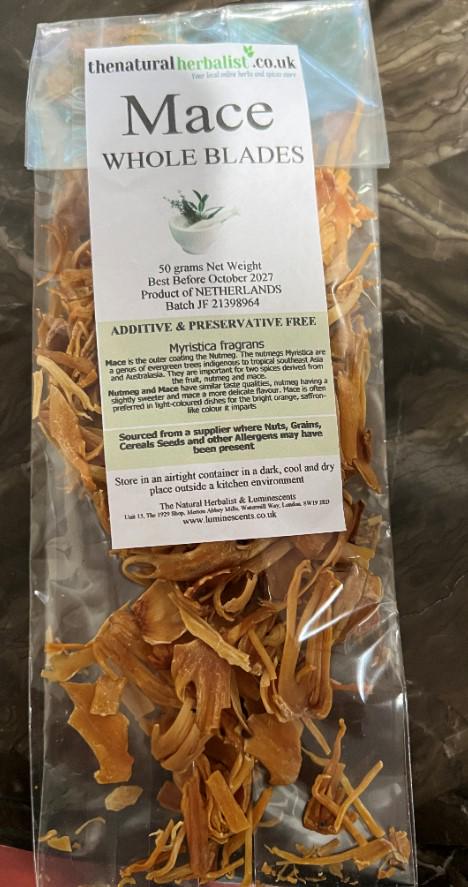 thenaturalherbalist.co.uk
Your local online herbs and spices store
Mace
WHOLE BLADES
50 grams Net Weight
Best Before October 2027
Product of NETHERLANDS
Batch JF 21398964
ADDITIVE & PRESERVATIVE FREE
Myristica fragrans
Mace is the outer coating the Nutmeg. The nutmegs Myristica are
a genus of evergreen trees indigenous to tropical southeast Asia
and Australasia. They are important for two spices derived from
the fruit, nutmeg and mace.
Nutmeg and Mace have similar taste qualities, nutmeg having a
slightly sweeter and mace a more delicate flavour. Mace is often
preferred in light-coloured dishes for the bright orange, saffron-
like colour it imparts
Sourced from a supplier where Nuts, Grains,
Cereals Seeds and other Allergens may have
been present
Store in an airtight container in a dark, cool and dry
place outside a kitchen environment
The Natural Herbalist & Luminescents
Unit 13, The 1929 Shop, Merton Abbey Mills, Watermill Way, London, SW19 2RD
www.luminescents.co.uk